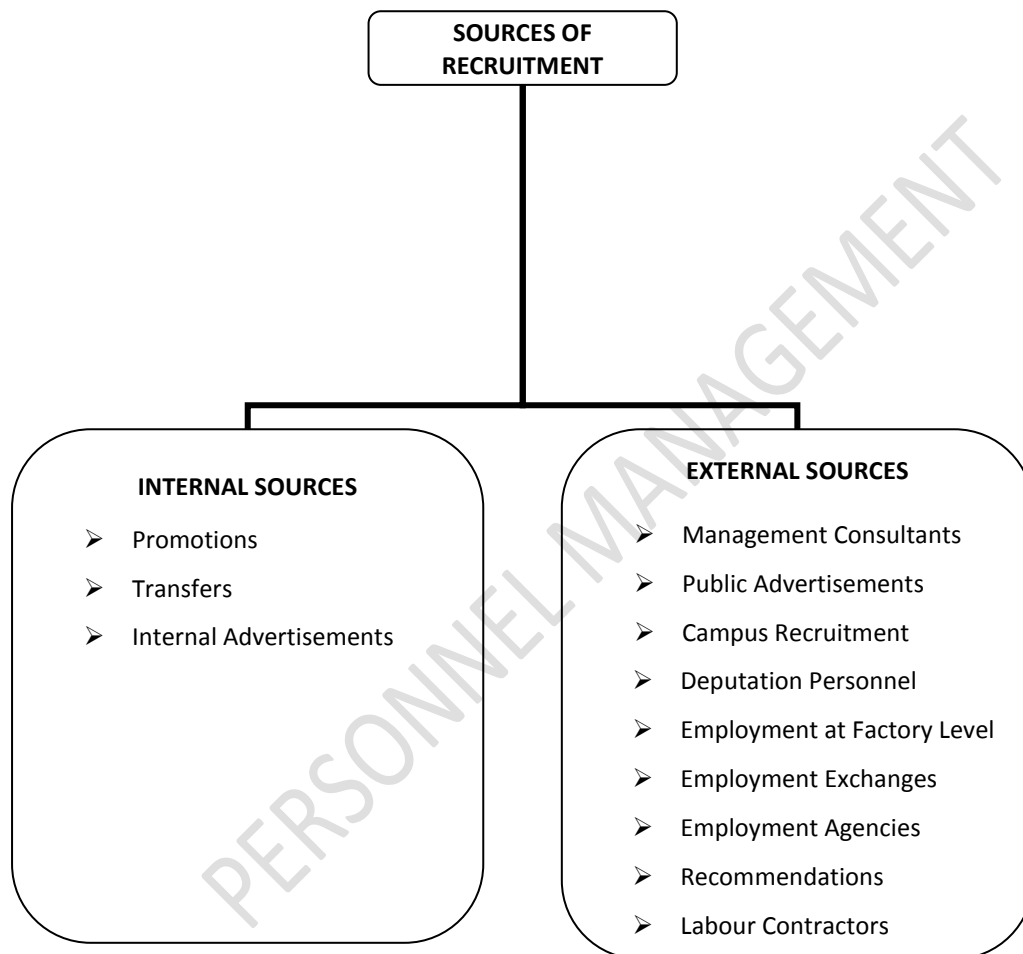 SOURCES OF
RECRUITMENT
INTERNAL SOURCES
➢ Promotions
➢ Transfers
➢ Internal Advertisements
EXTERNAL SOURCES
➢ Management Consultants
➢ Public Advertisements
➢ Campus Recruitment
➢ Deputation Personnel
➢ Employment at Factory Level
➢ Employment Exchanges
➢ Employment Agencies
➢ Recommendations
➢ Labour Contractors
PERSONNEL MANAGEMENT